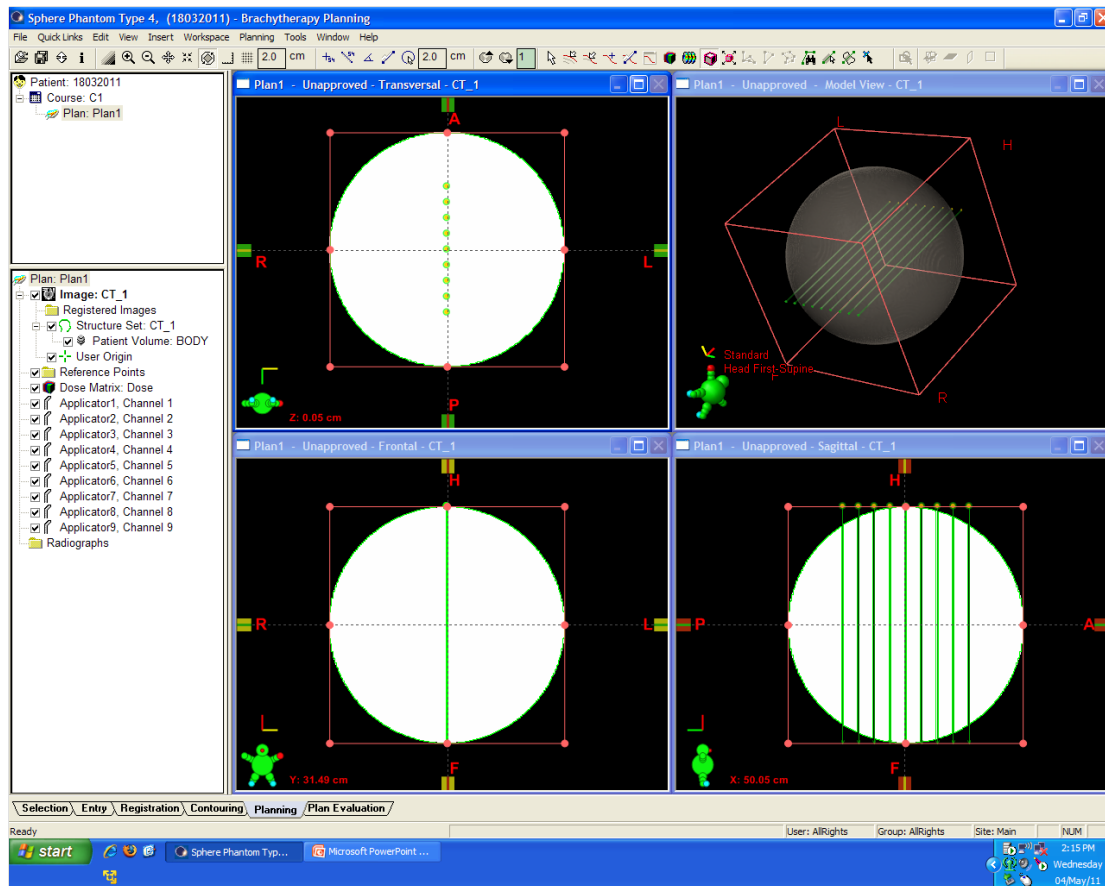 Sphere Phantom Type 4, (18032011) - Brachytherapy Planning
File Quick Links Edit View Insert Workspace Planning Tools Window Help
2.0 cm 2.0 cm 1
Patient: 18032011
Course: C1
Plan: Plan1
Plan: Plan1
Image: CT_1
Registered Images
Structure Set: CT_1
Patient Volume: BODY
User Origin
Reference Points
Dose Matrix: Dose
Applicator1, Channel 1
Applicator2, Channel 2
Applicator3, Channel 3
Applicator4, Channel 4
Applicator5, Channel 5
Applicator6, Channel 6
Applicator7, Channel 7
Applicator8, Channel 8
Applicator9, Channel 9
Radiographs
Plan1 - Unapproved - Transversal - CT_1
A
R
L
P
Z: 0.05 cm
Plan1 - Unapproved - Model View - CT_1
L
H
Standard
Head First-Supine
F
R
Plan1 - Unapproved - Frontal - CT_1
H
R
L
F
Y: 31.49 cm
Plan1 - Unapproved - Sagittal - CT_1
H
P
A
F
X: 50.05 cm
Selection Entry Registration Contouring Planning Plan Evaluation
Ready
User: AllRights Group: AllRights Site: Main NUM
start
Sphere Phantom Typ...
Microsoft PowerPoint ...
2:15 PM
Wednesday
04/May/11